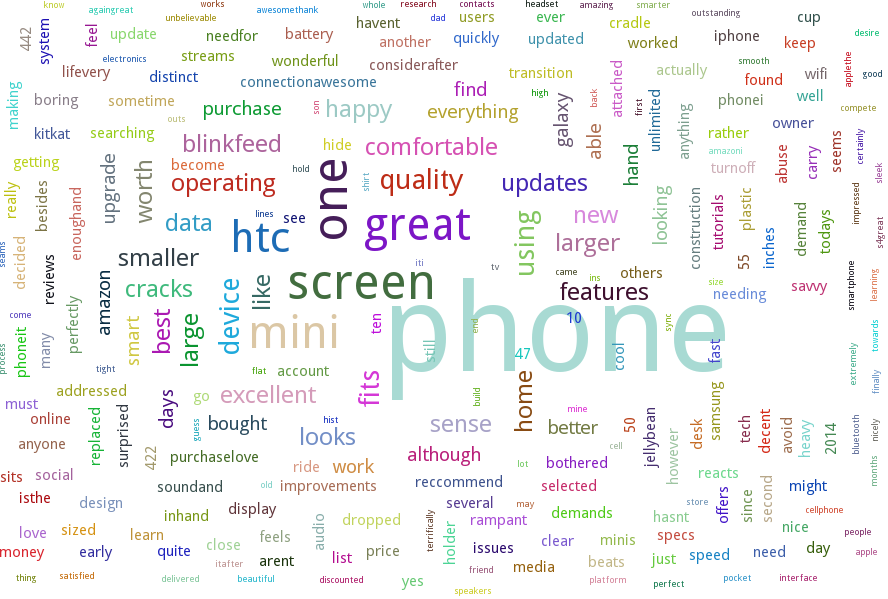 know
works
whole
research
contacts
headset
amazing
smarter
againgreat
unbelievable
awesomethank
dad
outstanding
442
system
feel
update
needfor
battery
havent
users
ever
cradle
iphone
cup
desire
another
quickly
updated
worked
keep
electronics
streams
wonderful
considerafter
smooth
applethe
good
lifevery
distinct
connectionawesome
find
transition
attached
actually
found
wifi
making
boring
sometime
purchase
son
happy
everything
high
galaxy
back
first
unlimited
anything
phonei
well
compete
outs
kitkat
searching
blinkfeed
hide
comfortable
able
rather
owner
certainly
getting
upgrade
worth
become
hold
one
shirt
quality
updates
hand
amazoni
turnoff
abuse
carry
seems
sleek
operating
really
besides
enoughand
data
lines
see
great
using
new
looking
construction
tutorials
plastic
demand
todays
impressed
s4great
htc
larger
seams
decided
reviews
smaller
iti
tv
came
ins
others
55
inches
smartphone
learning
amazon
cracks
device
like
screen
features
size
needing
savvy
come
process
phoneit
many
perfectly
smart
best
large
mini
ten
still
end
phone
10
sync
towards
47
cool
fast
extremely
tight
flat
account
fits
finally
addressed
days
go
excellent
build
home
samsung
must
mine
online
replaced
surprised
guess
bought
hist
looks
sense
better
50
jellybean
desk
tech
decent
avoid
heavy
2014
bluetooth
nicely
anyone
422
purchaselove
although
cell
however
lot
bothered
sits
social
soundand
old
ride
work
improvements
reccommend
selected
reacts
second
might
months
isthe
design
inhand
display
several
may
demands
store
offers
since
cellphone
love
sized
learn
feels
audio
dropped
terrifically
holder
rampant
clear
minis
hasnt
specs
nice
people
money
early
quite
close
itafter
arent
list
price
issues
media
beats
just
speed
need
day
apple
thing
satisfied
delivered
beautiful
discounted
yes
friend
speakers
platform
perfect
pocket
interface